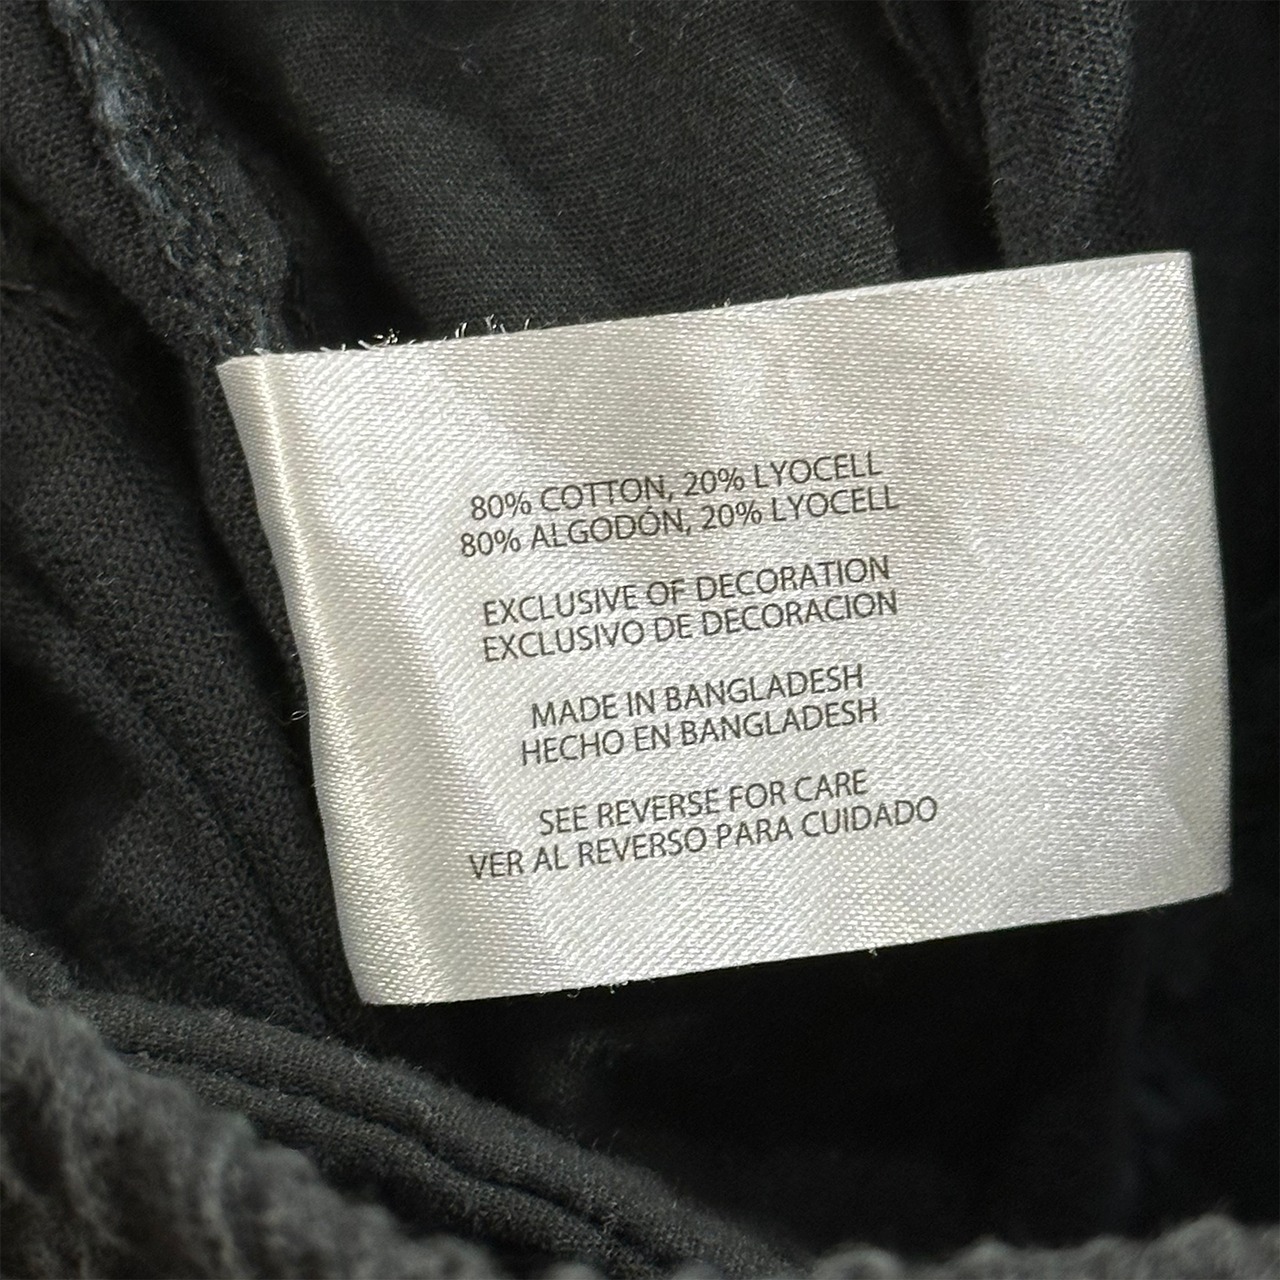 80% COTTON, 20% LYOCELL
80% ALGODÓN, 20% LYOCELL
EXCLUSIVE OF DECORATION
EXCLUSIVO DE DECORACION
MADE IN BANGLADESH
HECHO EN BANGLADESH
SEE REVERSE FOR CARE
VER AL REVERSO PARA CUIDADO